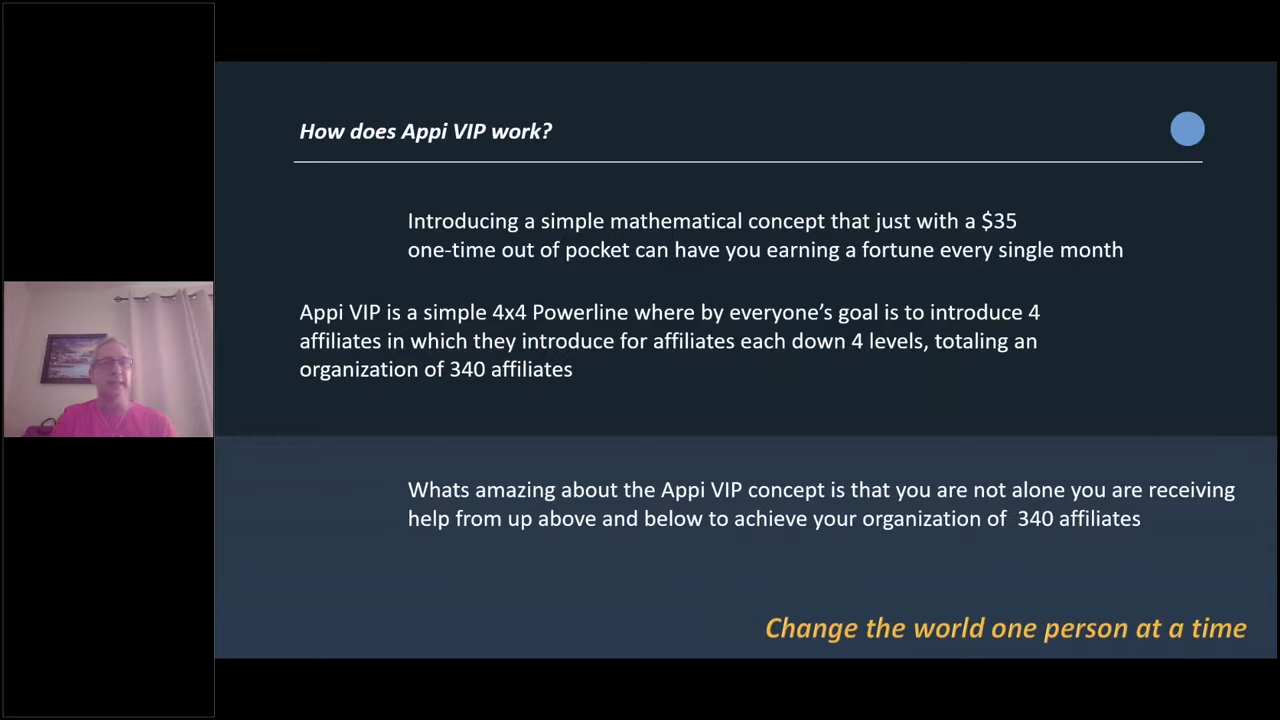 How does Appi VIP work?
Introducing a simple mathematical concept that just with a $35
one-time out of pocket can have you earning a fortune every single month
Appi VIP is a simple 4x4 Powerline where by everyone’s goal is to introduce 4
affiliates in which they introduce for affiliates each down 4 levels, totaling an
organization of 340 affiliates
Whats amazing about the Appi VIP concept is that you are not alone you are receiving
help from up above and below to achieve your organization of  340 affiliates
Change the world one person at a time